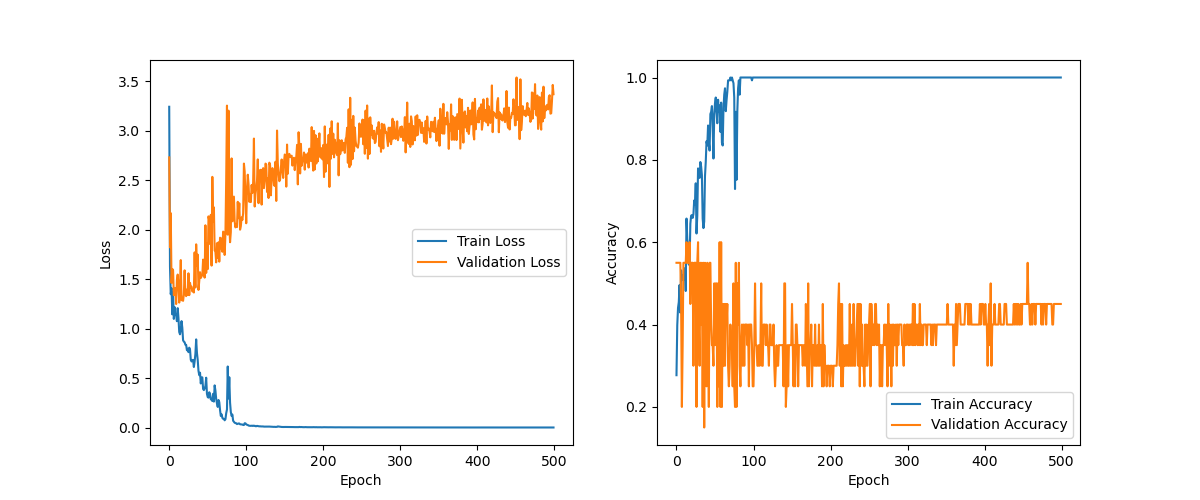 3.5
3.0
2.5
2.0
1.5
1.0
0.5
0.0
Loss
0 100 200 300 400 500
Epoch
Train Loss
Validation Loss
1.0
0.8
0.6
0.4
0.2
Accuracy
0 100 200 300 400 500
Epoch
Train Accuracy
Validation Accuracy